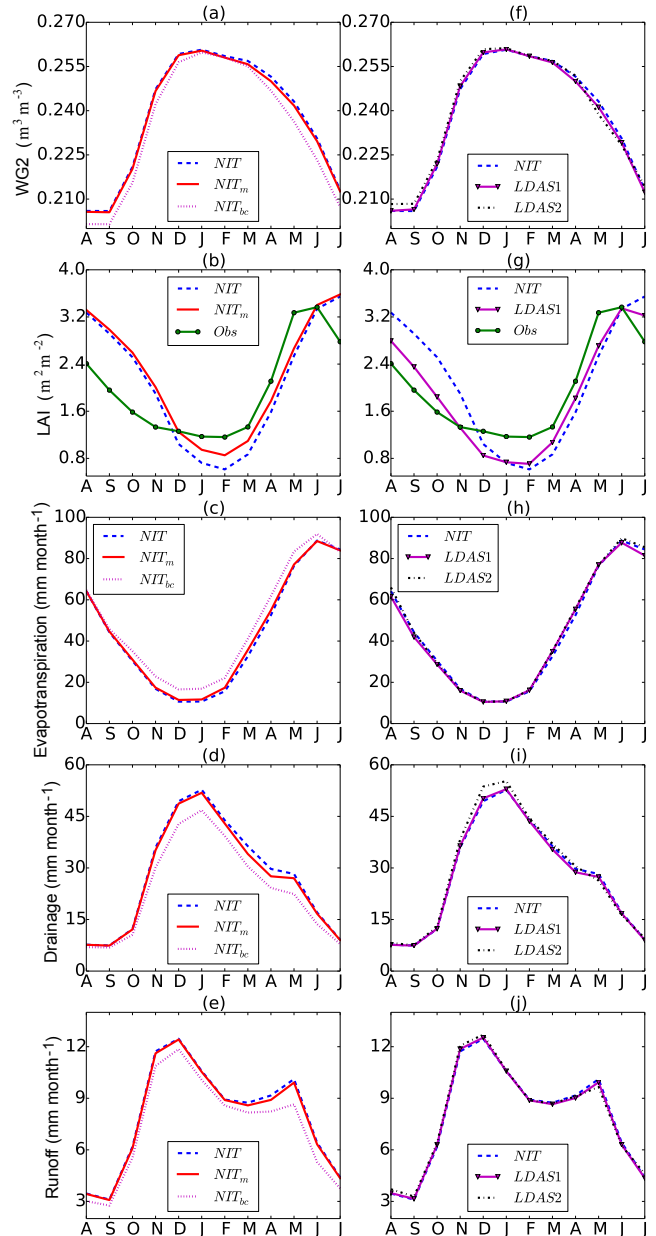 (a)
0.270
0.255
0.240
0.225
0.210
WG2 (m³ m⁻³)
NIT
NIT_m
NIT_bc
A S O N D J F M A M J J
(f)
0.270
0.255
0.240
0.225
0.210
NIT
LDAS1
LDAS2
A S O N D J F M A M J J
(b)
4.0
3.2
2.4
1.6
0.8
LAI (m² m⁻²)
NIT
NIT_m
Obs
A S O N D J F M A M J J
(g)
4.0
3.2
2.4
1.6
0.8
NIT
LDAS1
Obs
A S O N D J F M A M J J
(c)
100
80
60
40
20
0
Evapotranspiration (mm month⁻¹)
NIT
NIT_m
NIT_bc
A S O N D J F M A M J J
(h)
100
80
60
40
20
0
NIT
LDAS1
LDAS2
A S O N D J F M A M J J
(d)
60
45
30
15
0
Drainage (mm month⁻¹)
NIT
NIT_m
NIT_bc
A S O N D J F M A M J J
(i)
60
45
30
15
0
NIT
LDAS1
LDAS2
A S O N D J F M A M J J
(e)
12
9
6
3
Runoff (mm month⁻¹)
NIT
NIT_m
NIT_bc
A S O N D J F M A M J J
(j)
12
9
6
3
NIT
LDAS1
LDAS2
A S O N D J F M A M J J